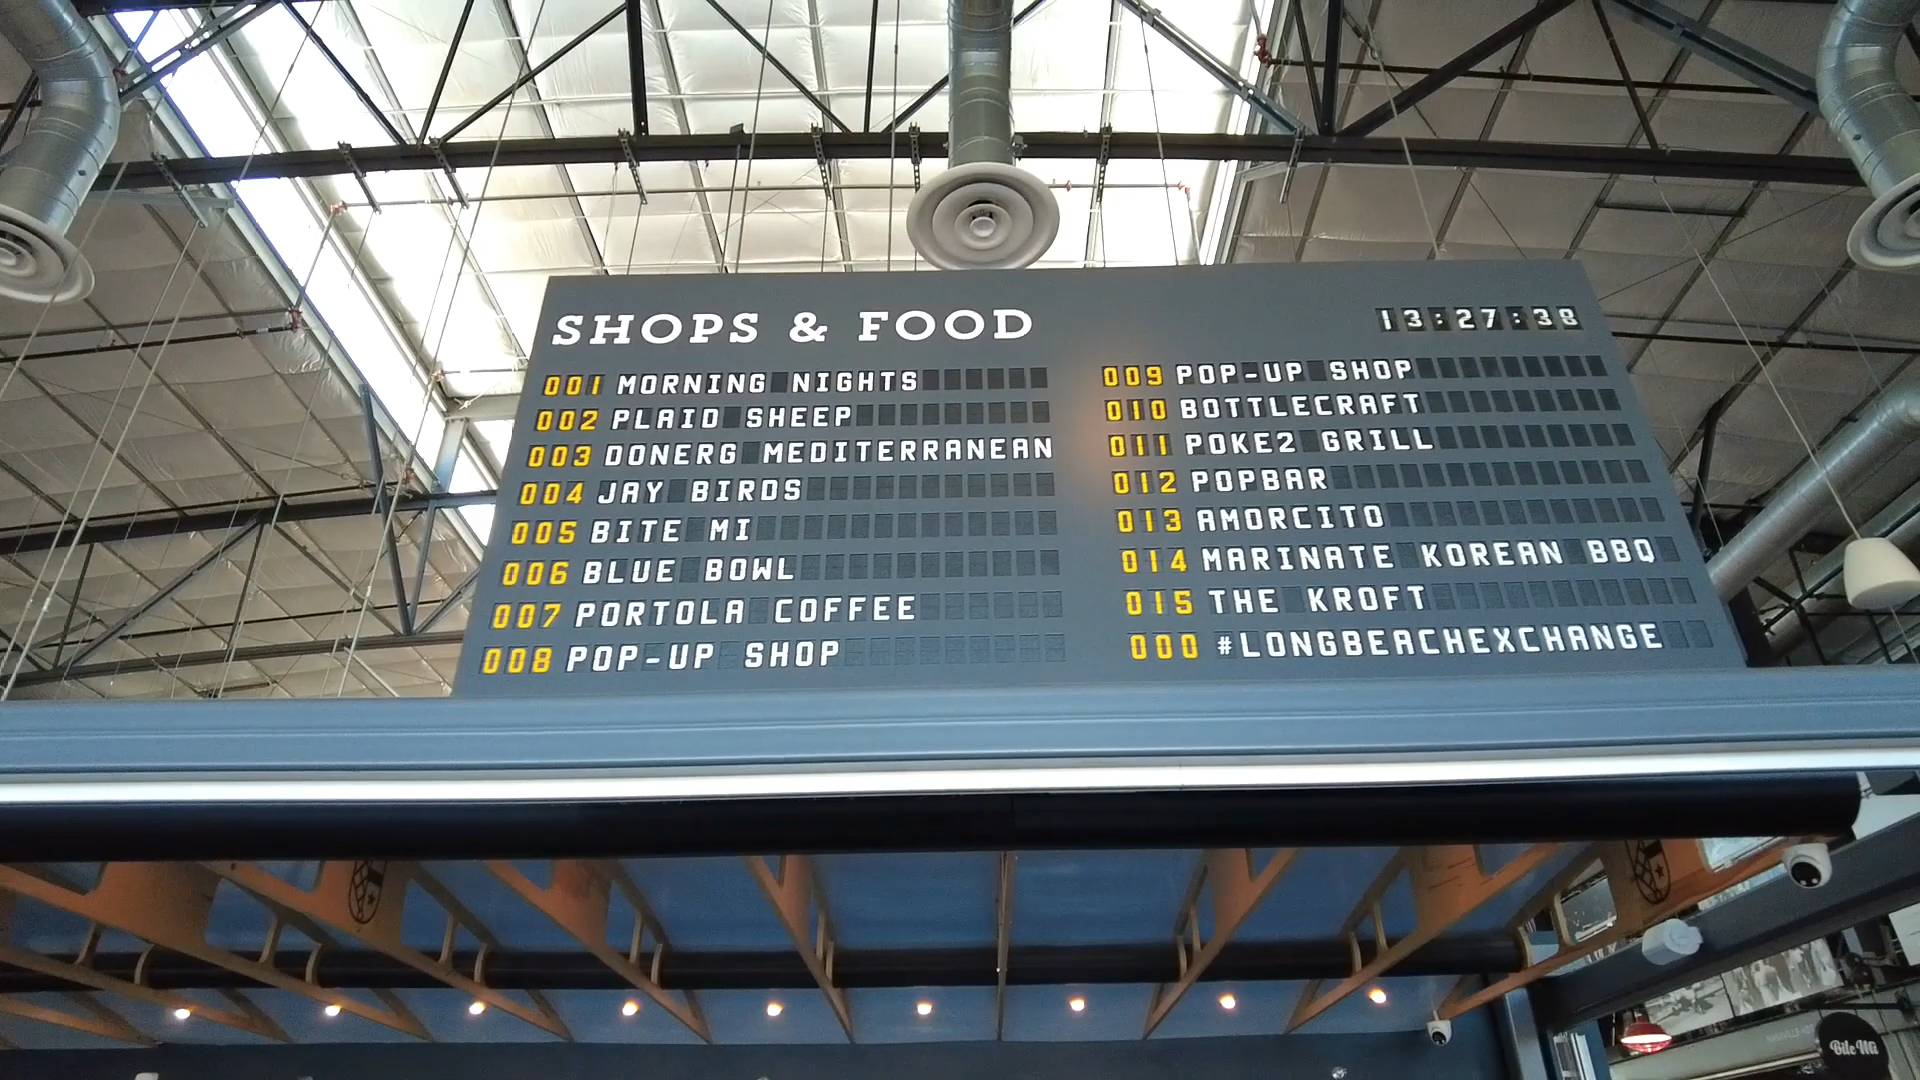 SHOPS & FOOD
13:27:38
001 MORNING NIGHTS
002 PLAID SHEEP
003 DONERG MEDITERRANEAN
004 JAY BIRDS
005 BITE MI
006 BLUE BOWL
007 PORTOLA COFFEE
008 POP-UP SHOP
009 POP-UP SHOP
010 BOTTLECRAFT
011 POKE2 GRILL
012 POPBAR
013 AMORCITO
014 MARINATE KOREAN BBQ
015 THE KROFT
000 #LONGBEACHEXCHANGE
Bite Mi